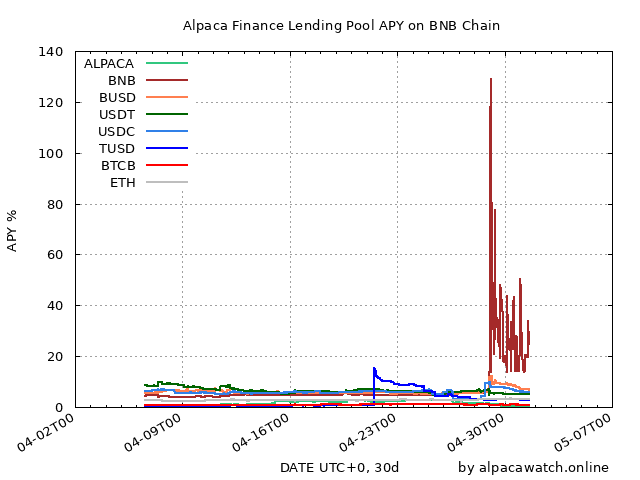 Alpaca Finance Lending Pool APY on BNB Chain
140
120
100
80
60
40
20
0
APY %
ALPACA
BNB
BUSD
USDT
USDC
TUSD
BTCB
ETH
04-02T00
04-09T00
04-16T00
04-23T00
04-30T00
05-07T00
DATE UTC+0, 30d
by alpacawatch.online